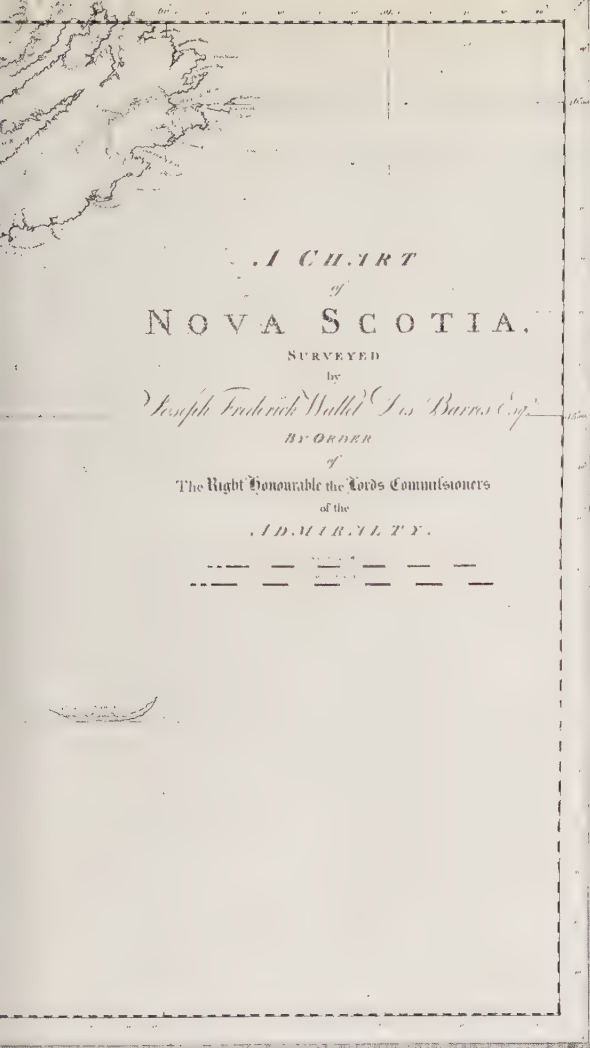 A CHART
of
NOVA SCOTIA.
SURVEYED
by
Joseph Frederick Wallet Des Barres Esqr.
BY ORDER
of
The Right Honourable the Lords Commissioners
of the
ADMIRALTY.